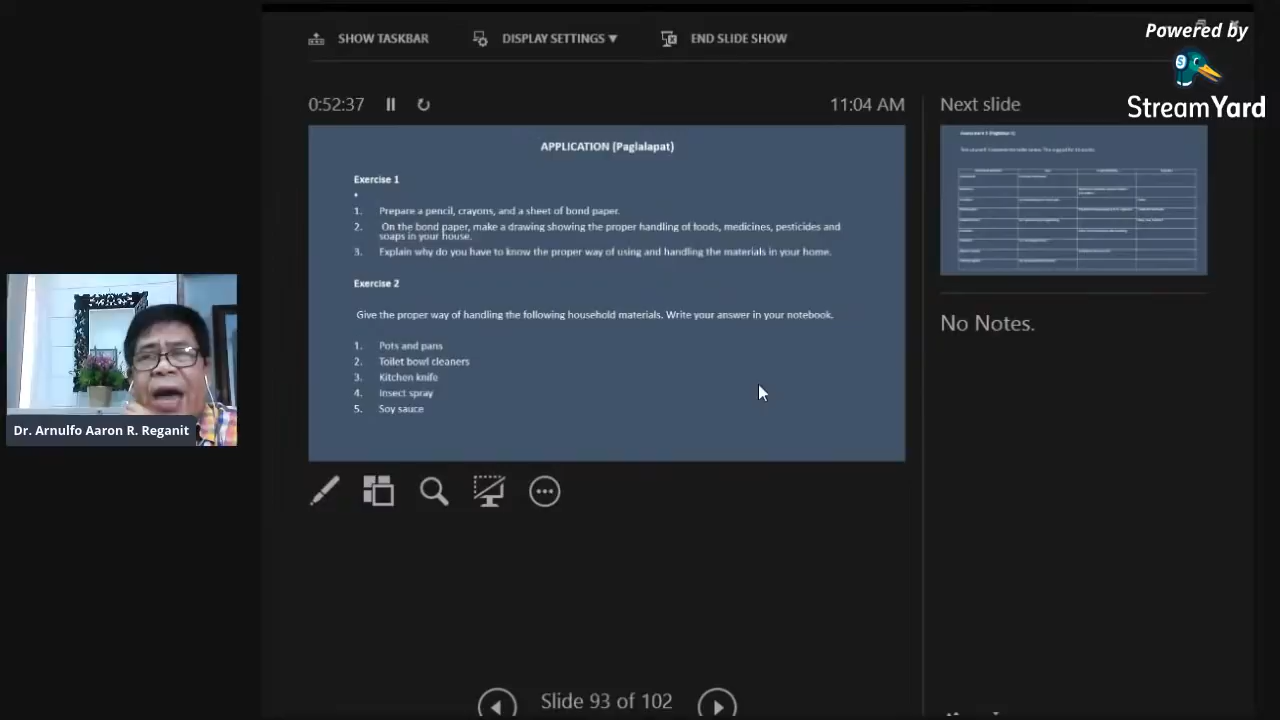 Powered by
StreamYard
SHOW TASKBAR
DISPLAY SETTINGS ▼
END SLIDE SHOW
0:52:37
11:04 AM
Next slide
APPLICATION (Paglalapat)
Exercise 1
•
1. Prepare a pencil, crayons, and a sheet of bond paper.
2. On the bond paper, make a drawing showing the proper handling of foods, medicines, pesticides and
soaps in your house.
3. Explain why do you have to know the proper way of using and handling the materials in your home.
Exercise 2
Give the proper way of handling the following household materials. Write your answer in your notebook.
1. Pots and pans
2. Toilet bowl cleaners
3. Kitchen knife
4. Insect spray
5. Soy sauce
No Notes.
Dr. Arnulfo Aaron R. Reganit
Slide 93 of 102